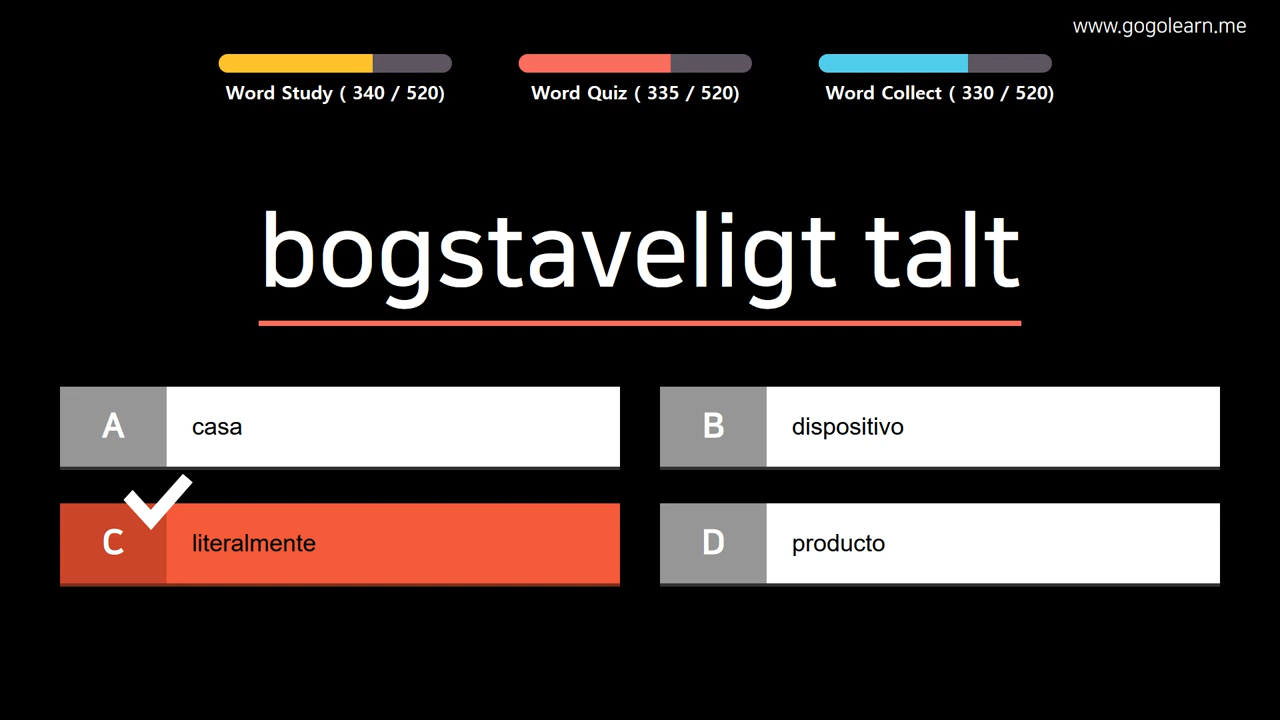 www.gogolearn.me
Word Study ( 340 / 520)
Word Quiz ( 335 / 520)
Word Collect ( 330 / 520)
bogstaveligt talt
A casa
B dispositivo
C literalmente
D producto